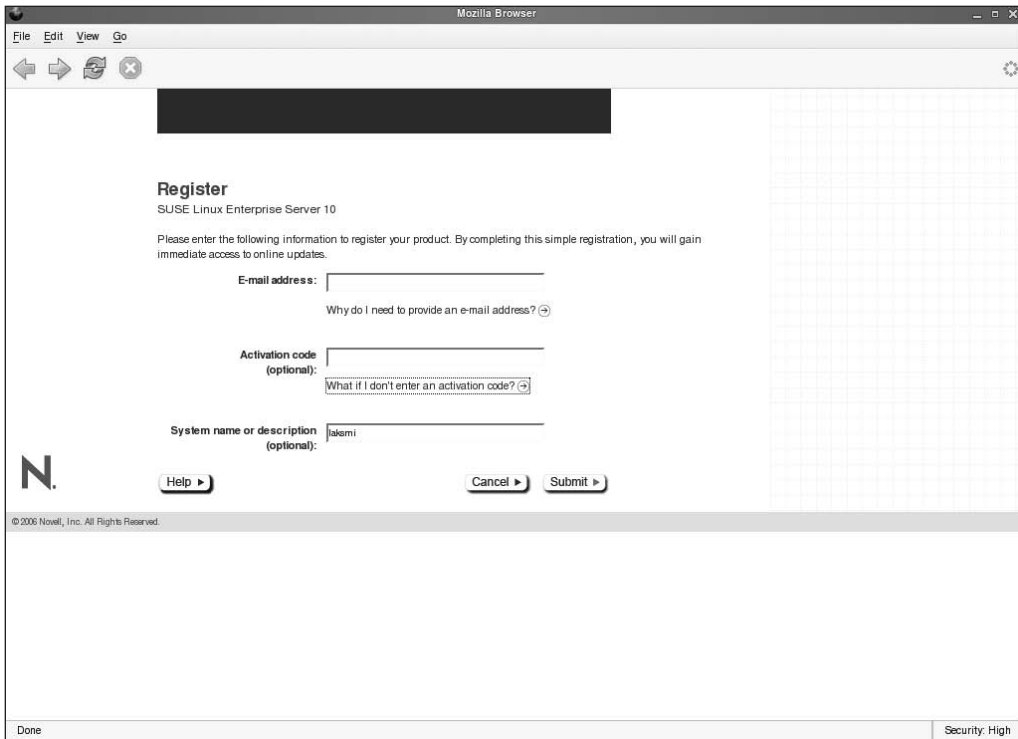 Mozilla Browser
File Edit View Go
Register
SUSE Linux Enterprise Server 10
Please enter the following information to register your product. By completing this simple registration, you will gain
immediate access to online updates.
E-mail address:
Why do I need to provide an e-mail address?
Activation code
(optional):
What if I don't enter an activation code?
System name or description
(optional):
laksmi
N.
Help
Cancel
Submit
© 2006 Novell, Inc. All Rights Reserved.
Done
Security: High